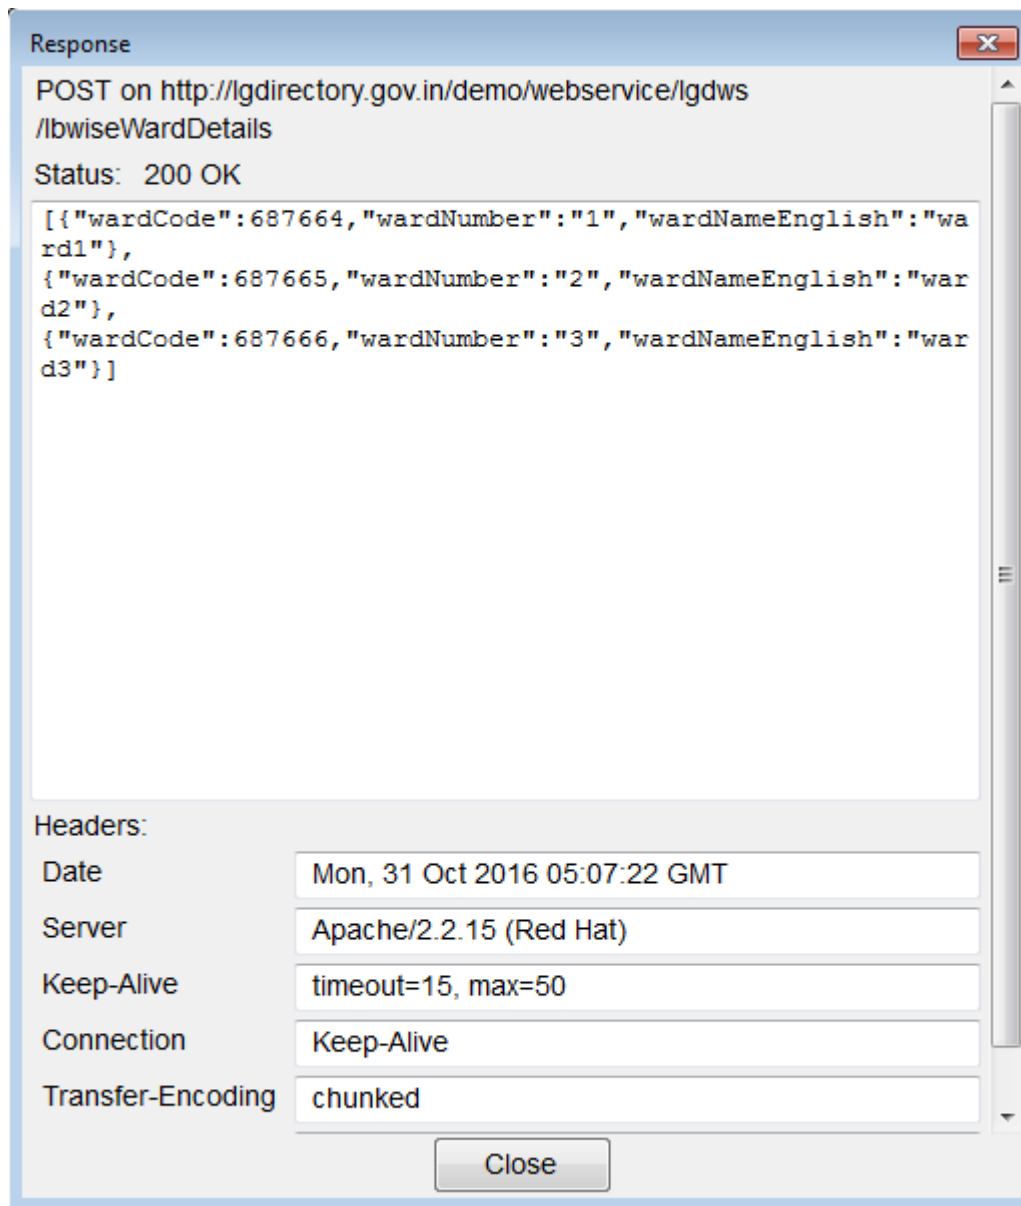 Response
POST on http://lgdirectory.gov.in/demo/webservice/lgdws
/lbwiseWardDetails
Status: 200 OK
[{"wardCode":687664,"wardNumber":"1","wardNameEnglish":"wa
rd1"},
{"wardCode":687665,"wardNumber":"2","wardNameEnglish":"war
d2"},
{"wardCode":687666,"wardNumber":"3","wardNameEnglish":"war
d3"}]
Headers:
Date Mon, 31 Oct 2016 05:07:22 GMT
Server Apache/2.2.15 (Red Hat)
Keep-Alive timeout=15, max=50
Connection Keep-Alive
Transfer-Encoding chunked
Close